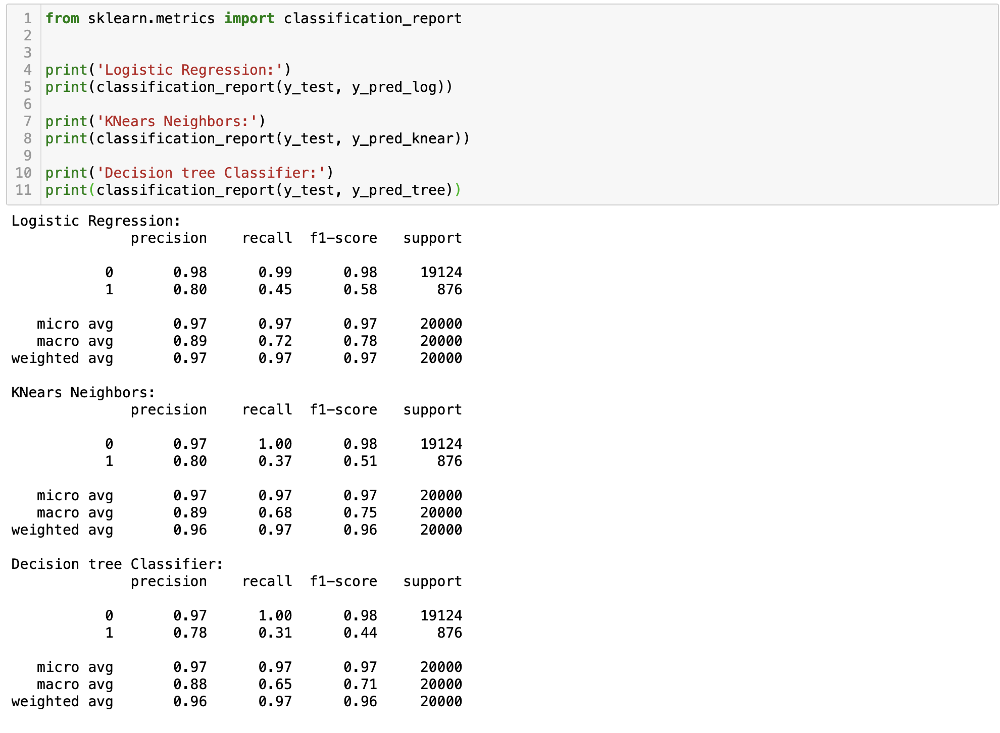 1 from sklearn.metrics import classification_report
2
3
4 print('Logistic Regression:')
5 print(classification_report(y_test, y_pred_log))
6
7 print('KNears Neighbors:')
8 print(classification_report(y_test, y_pred_knear))
9
10 print('Decision tree Classifier:')
11 print(classification_report(y_test, y_pred_tree))
Logistic Regression:
precision recall f1-score support
0 0.98 0.99 0.98 19124
1 0.80 0.45 0.58 876
micro avg 0.97 0.97 0.97 20000
macro avg 0.89 0.72 0.78 20000
weighted avg 0.97 0.97 0.97 20000
KNears Neighbors:
precision recall f1-score support
0 0.97 1.00 0.98 19124
1 0.80 0.37 0.51 876
micro avg 0.97 0.97 0.97 20000
macro avg 0.89 0.68 0.75 20000
weighted avg 0.96 0.97 0.96 20000
Decision tree Classifier:
precision recall f1-score support
0 0.97 1.00 0.98 19124
1 0.78 0.31 0.44 876
micro avg 0.97 0.97 0.97 20000
macro avg 0.88 0.65 0.71 20000
weighted avg 0.96 0.97 0.96 20000